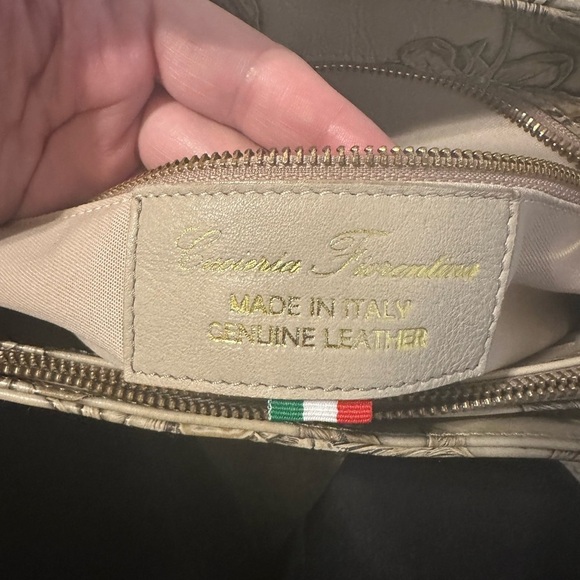 Cuoieria Fiorentina
MADE IN ITALY
GENUINE LEATHER